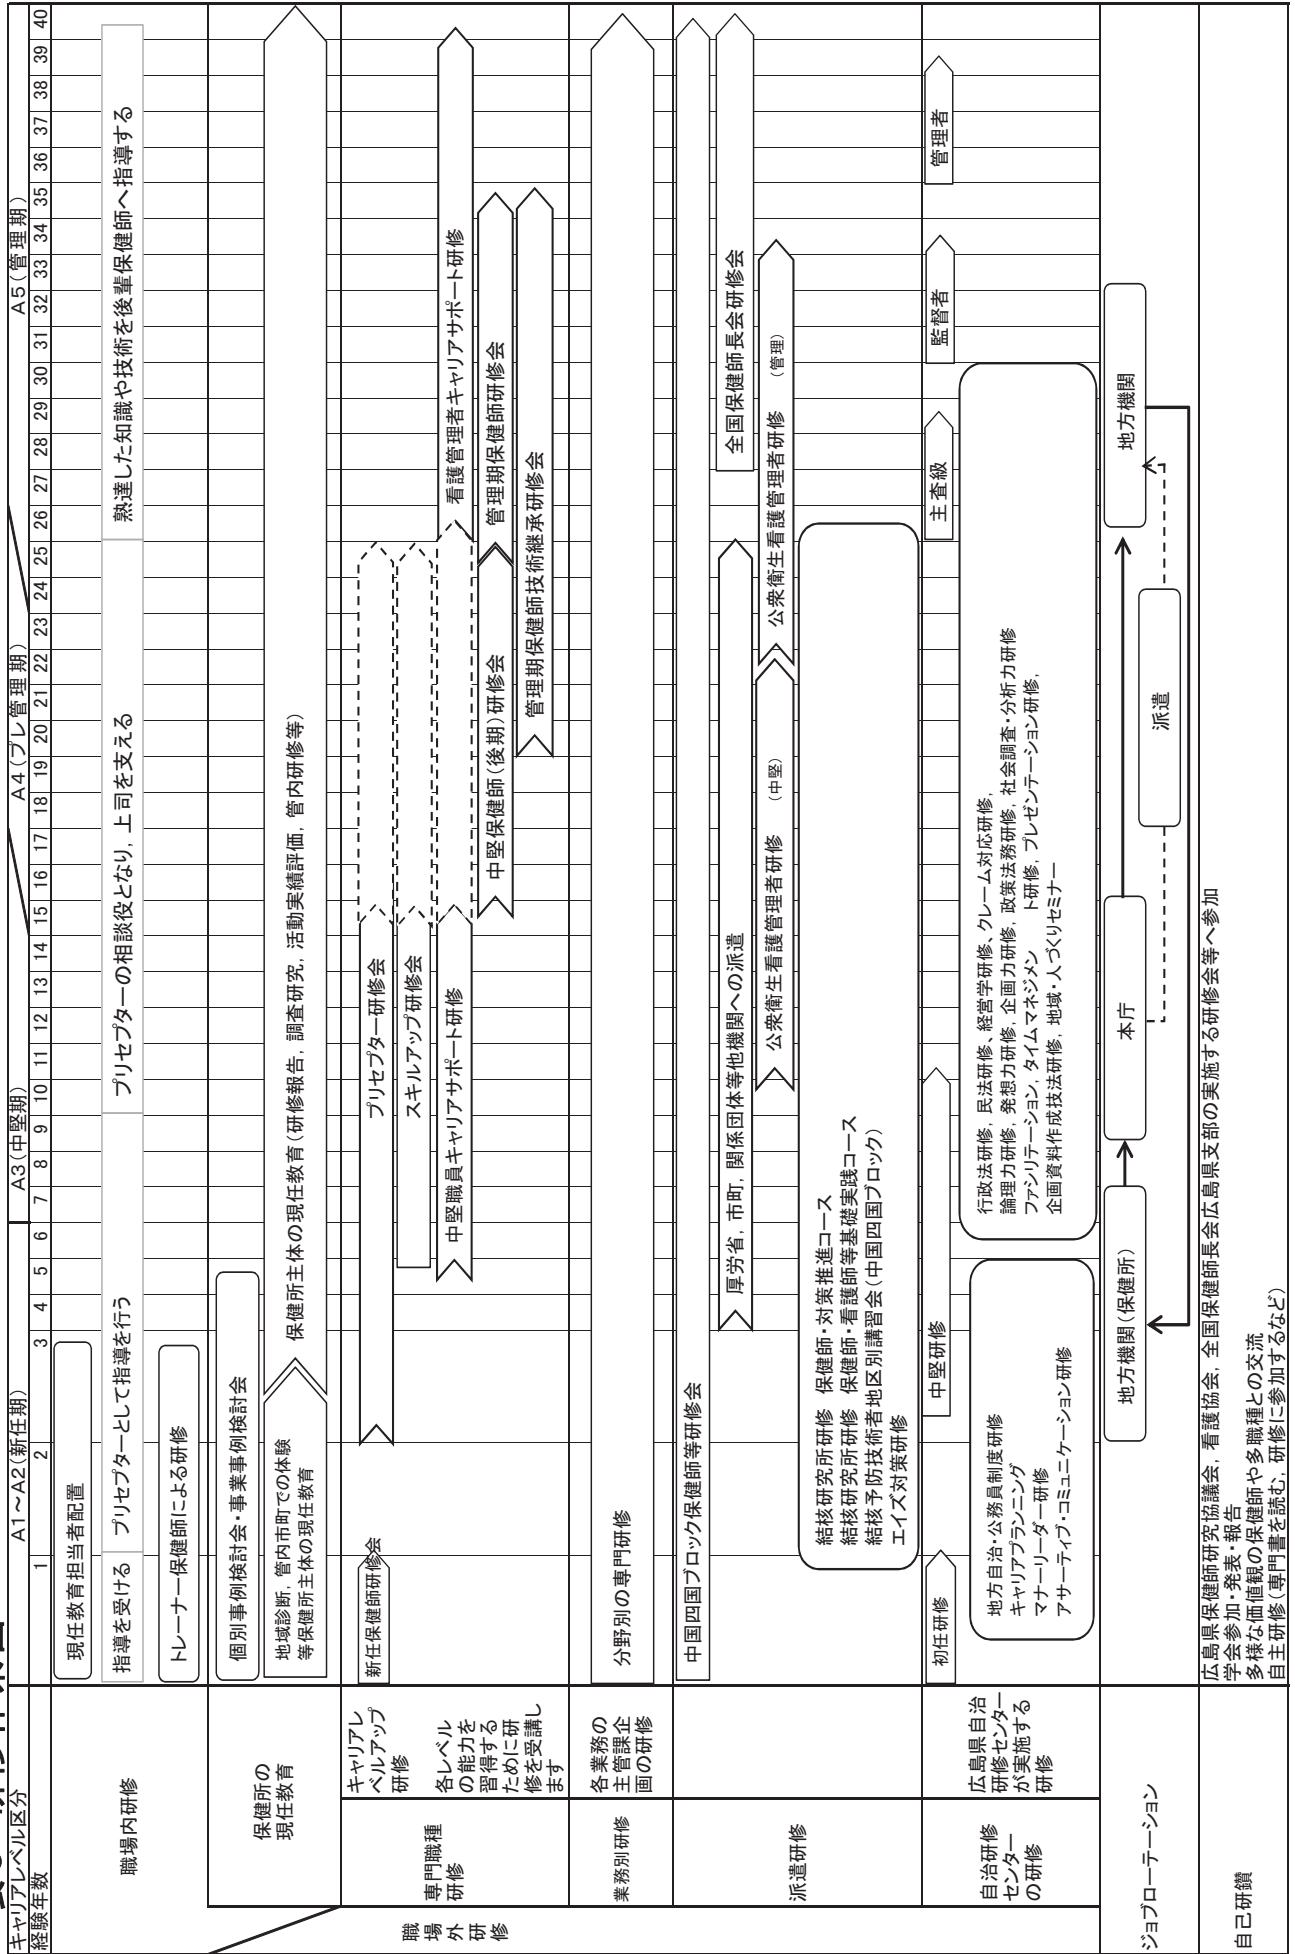 キャリアレベル区分
A1～A2(新任期)
A3(中堅期)
A4(プレ管理期)
A5(管理期)
経験年数
1 2 3 4 5 6 7 8 9 10 11 12 13 14 15 16 17 18 19 20 21 22 23 24 25 26 27 28 29 30 31 32 33 34 35 36 37 38 39 40
職場内研修
現任教育担当者配置
指導を受ける
プリセプターとして指導を行う
プリセプターの相談役となり，上司を支える
熟達した知識や技術を後輩保健師へ指導する
トレーナー保健師による研修
職場外研修
保健所の
現任教育
個別事例検討会・事業事例検討会
地域診断，管内市町での体験
等保健所主体の現任教育
保健所主体の現任教育(研修報告，調査研究，活動実績評価，管内研修等)
専門職種
研修
キャリアレ
ベルアップ
研修
各レベル
の能力を
習得する
ために研
修を受講し
ます
新任保健師研修会
プリセプター研修会
スキルアップ研修会
中堅職員キャリアサポート研修
看護管理者キャリアサポート研修
中堅保健師(後期)研修会
管理期保健師研修会
管理期保健師技術継承研修会
業務別研修
各業務の
主管課企
画の研修
分野別の専門研修
派遣研修
中国四国ブロック保健師等研修会
厚労省，市町，関係団体等他機関への派遣
全国保健師長会研修会
公衆衛生看護管理者研修 (中堅)
公衆衛生看護管理者研修 (管理)
結核研究所研修 保健師・対策推進コース
結核研究所研修 保健師・看護師等基礎実践コース
結核予防技術者地区別講習会(中国四国ブロック)
エイズ対策研修
自治研修
センター
の研修
広島県自治
研修センター
が実施する
研修
初任研修
中堅研修
主査級
監督者
管理者
地方自治・公務員制度研修
キャリアプランニング
マナーリーダー研修
アサーティブ・コミュニケーション研修
行政法研修，民法研修、経営学研修、クレーム対応研修，
論理力研修，発想力研修，企画力研修，政策法務研修，社会調査・分析力研修
ファシリテーション，タイムマネジメン ト研修，プレゼンテーション研修，
企画資料作成技法研修，地域・人づくりセミナー
ジョブローテーション
地方機関(保健所)
本庁
派遣
地方機関
自己研鑽
広島県保健師研究協議会，看護協会，全国保健師長会広島県支部の実施する研修会等へ参加
学会参加・発表・報告
多様な価値観の保健師や多職種との交流
自主研修(専門書を読む，研修に参加するなど)